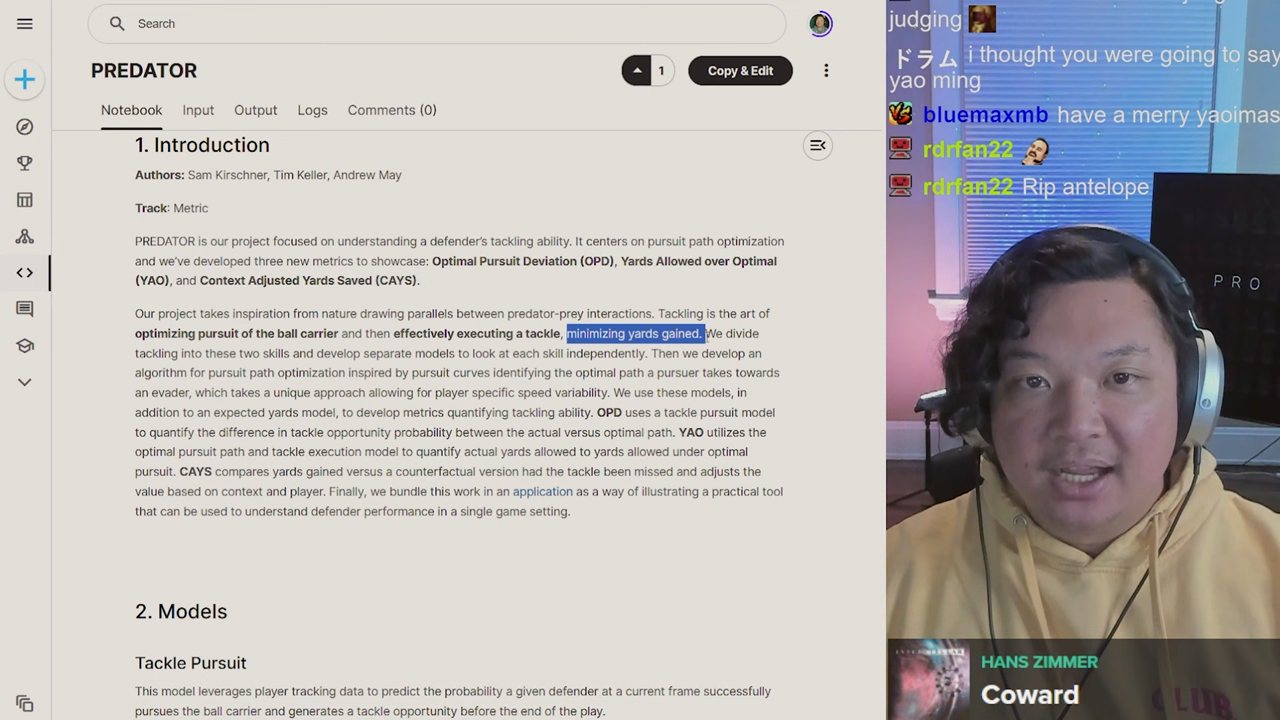 Search
PREDATOR
1
Copy & Edit
Notebook
Input
Output
Logs
Comments (0)
1. Introduction
Authors: Sam Kirschner, Tim Keller, Andrew May
Track: Metric
PREDATOR is our project focused on understanding a defender's tackling ability. It centers on pursuit path optimization
and we've developed three new metrics to showcase: Optimal Pursuit Deviation (OPD), Yards Allowed over Optimal
(YAO), and Context Adjusted Yards Saved (CAYS).
Our project takes inspiration from nature drawing parallels between predator-prey interactions. Tackling is the art of
optimizing pursuit of the ball carrier and then effectively executing a tackle, minimizing yards gained. We divide
tackling into these two skills and develop separate models to look at each skill independently. Then we develop an
algorithm for pursuit path optimization inspired by pursuit curves identifying the optimal path a pursuer takes towards
an evader, which takes a unique approach allowing for player specific speed variability. We use these models, in
addition to an expected yards model, to develop metrics quantifying tackling ability. OPD uses a tackle pursuit model
to quantify the difference in tackle opportunity probability between the actual versus optimal path. YAO utilizes the
optimal pursuit path and tackle execution model to quantify actual yards allowed to yards allowed under optimal
pursuit. CAYS compares yards gained versus a counterfactual version had the tackle been missed and adjusts the
value based on context and player. Finally, we bundle this work in an application as a way of illustrating a practical tool
that can be used to understand defender performance in a single game setting.
2. Models
Tackle Pursuit
This model leverages player tracking data to predict the probability a given defender at a current frame successfully
pursues the ball carrier and generates a tackle opportunity before the end of the play.
judging
ドラム i thought you were going to say
yao ming
bluemaxmb have a merry yaoimas
rdrfan22
rdrfan22 Rip antelope
PRO
HANS ZIMMER
Coward
CLUB